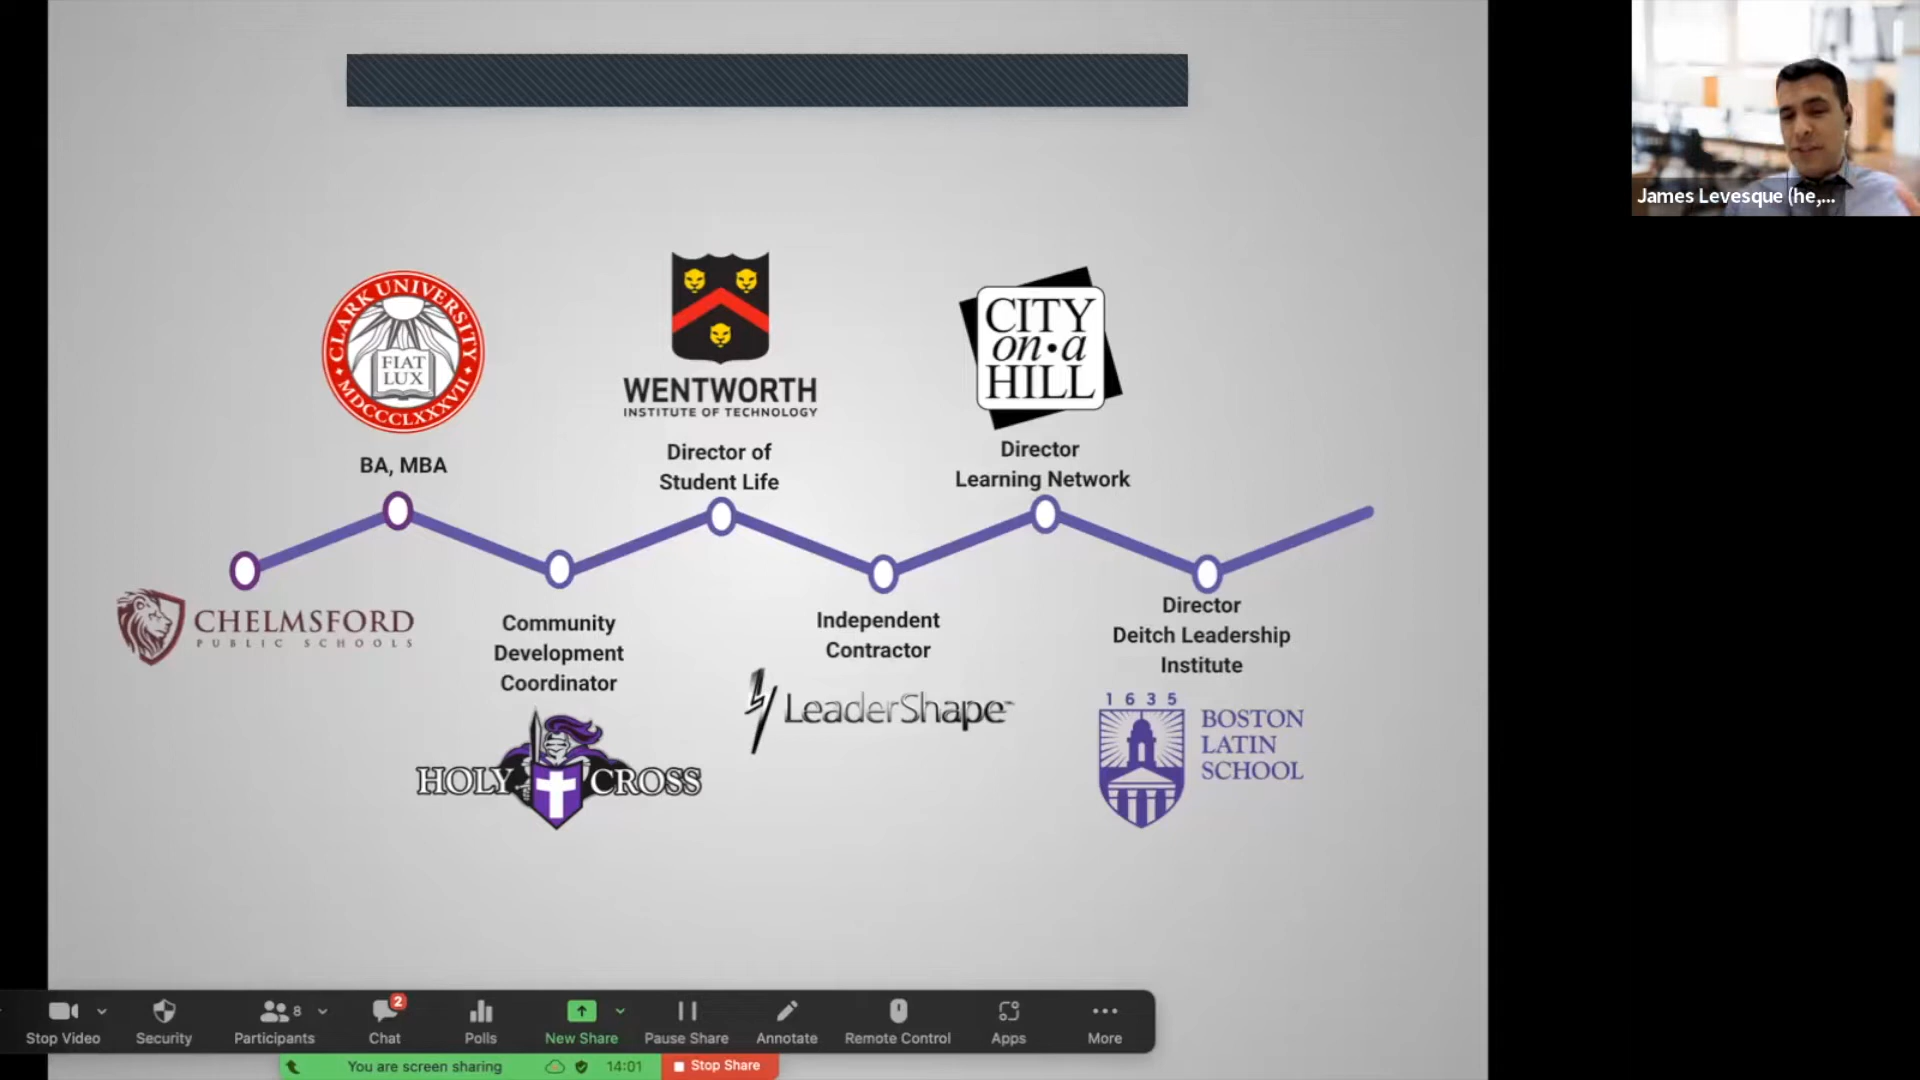 James Levesque (he,...
CLARK UNIVERSITY
FIAT
LUX
MDCCCLXXXVII
BA, MBA
WENTWORTH
INSTITUTE OF TECHNOLOGY
Director of
Student Life
CITY
on•a
HILL
Director
Learning Network
CHELMSFORD
PUBLIC SCHOOLS
Community
Development
Coordinator
HOLY CROSS
Independent
Contractor
LeaderShape™
Director
Deitch Leadership
Institute
1635
BOSTON
LATIN
SCHOOL
Stop Video
Security
8
Participants
2
Chat
Polls
New Share
Pause Share
Annotate
Remote Control
Apps
More
You are screen sharing
14:01
Stop Share